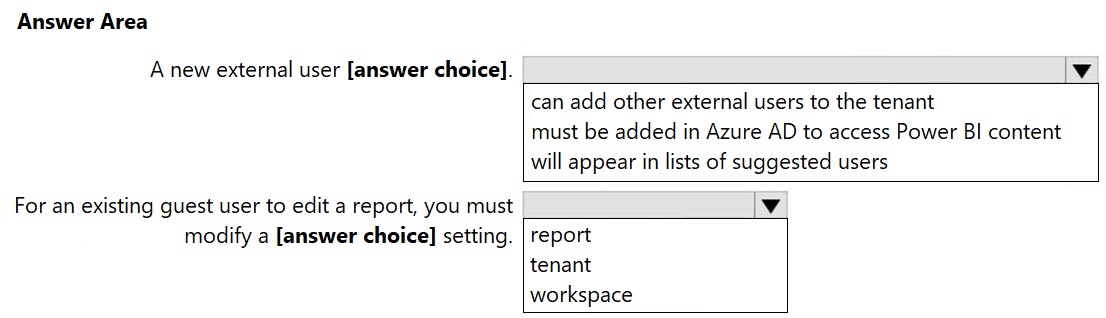 Answer Area
A new external user [answer choice].
can add other external users to the tenant
must be added in Azure AD to access Power BI content
will appear in lists of suggested users
For an existing guest user to edit a report, you must
modify a [answer choice] setting.
report
tenant
workspace